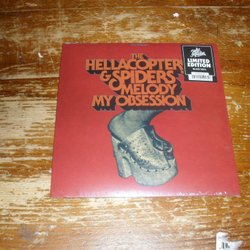 THE
HELLACOPTERS
& SPIDERS
MELODY
MY OBSESSION
LIMITED
EDITION